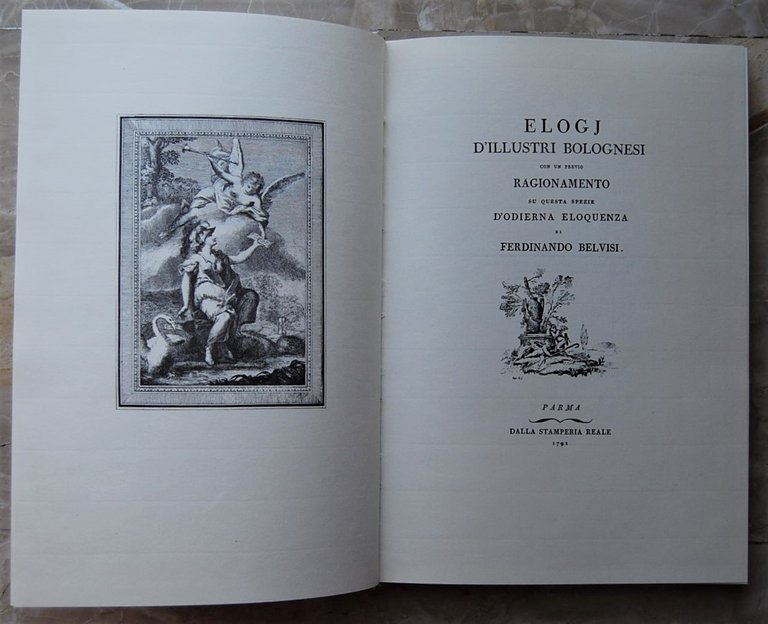 ELOGJ
D'ILLUSTRI BOLOGNESI
CON UN PREVIO
RAGIONAMENTO
SU QUESTA SPEZIE
D'ODIERNA ELOQUENZA
DI
FERDINANDO BELVISI.
PARMA
DALLA STAMPERIA REALE
1791